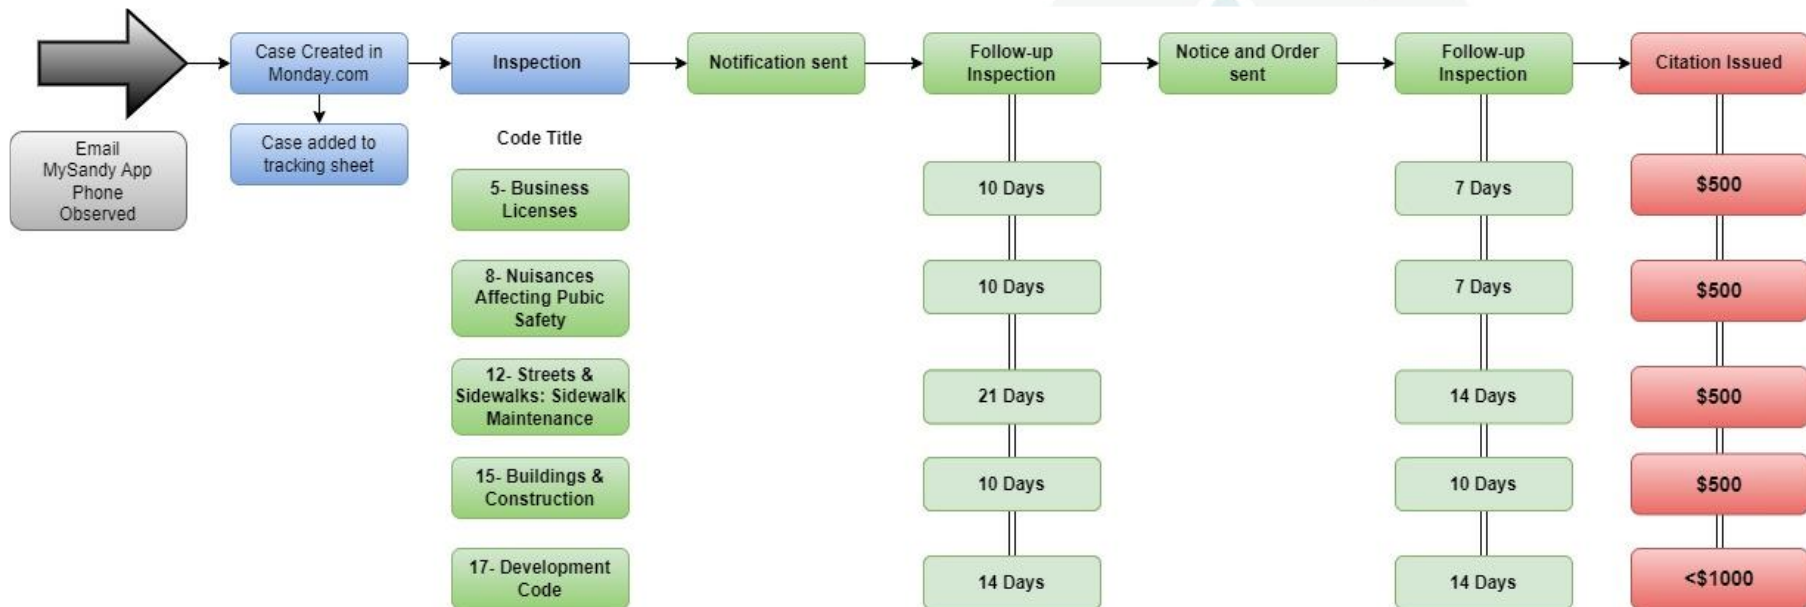 Case Created in
Monday.com
Inspection
Notification sent
Follow-up
Inspection
Notice and Order
sent
Follow-up
Inspection
Citation Issued
Email
MySandy App
Phone
Observed
Case added to
tracking sheet
Code Title
5- Business
Licenses
10 Days
7 Days
$500
8- Nuisances
Affecting Pubic
Safety
10 Days
7 Days
$500
12- Streets &
Sidewalks: Sidewalk
Maintenance
21 Days
14 Days
$500
15- Buildings &
Construction
10 Days
10 Days
$500
17- Development
Code
14 Days
14 Days
<$1000